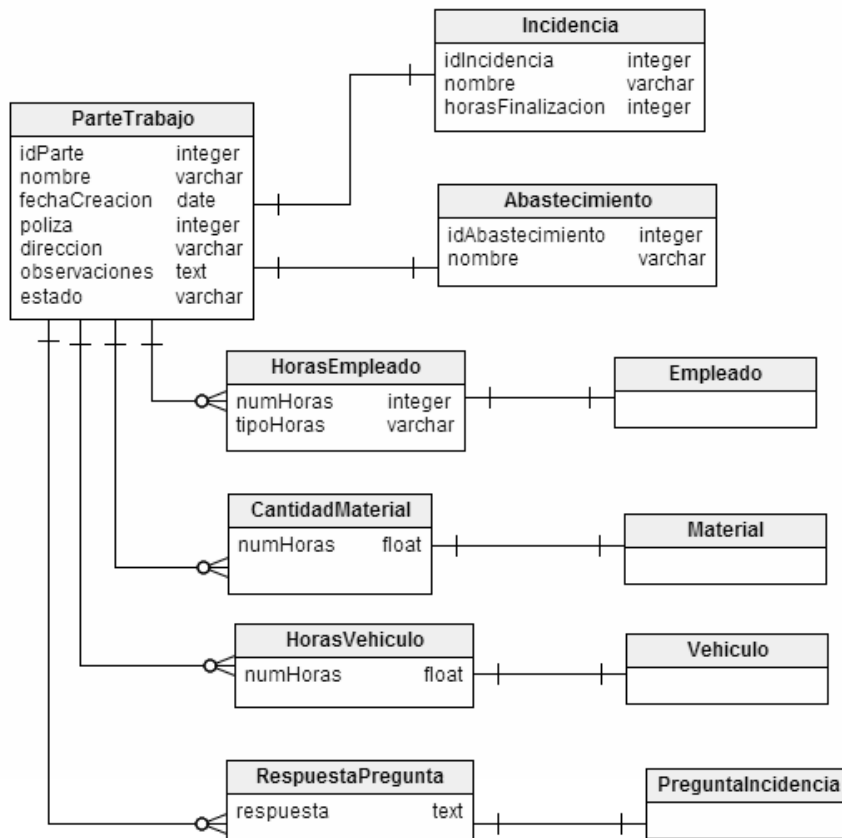 Incidencia
idIncidencia integer
nombre varchar
horasFinalizacion integer
ParteTrabajo
idParte integer
nombre varchar
fechaCreacion date
poliza integer
direccion varchar
observaciones text
estado varchar
Abastecimiento
idAbastecimiento integer
nombre varchar
HorasEmpleado
numHoras integer
tipoHoras varchar
Empleado
CantidadMaterial
numHoras float
Material
HorasVehiculo
numHoras float
Vehiculo
RespuestaPregunta
respuesta text
PreguntaIncidencia